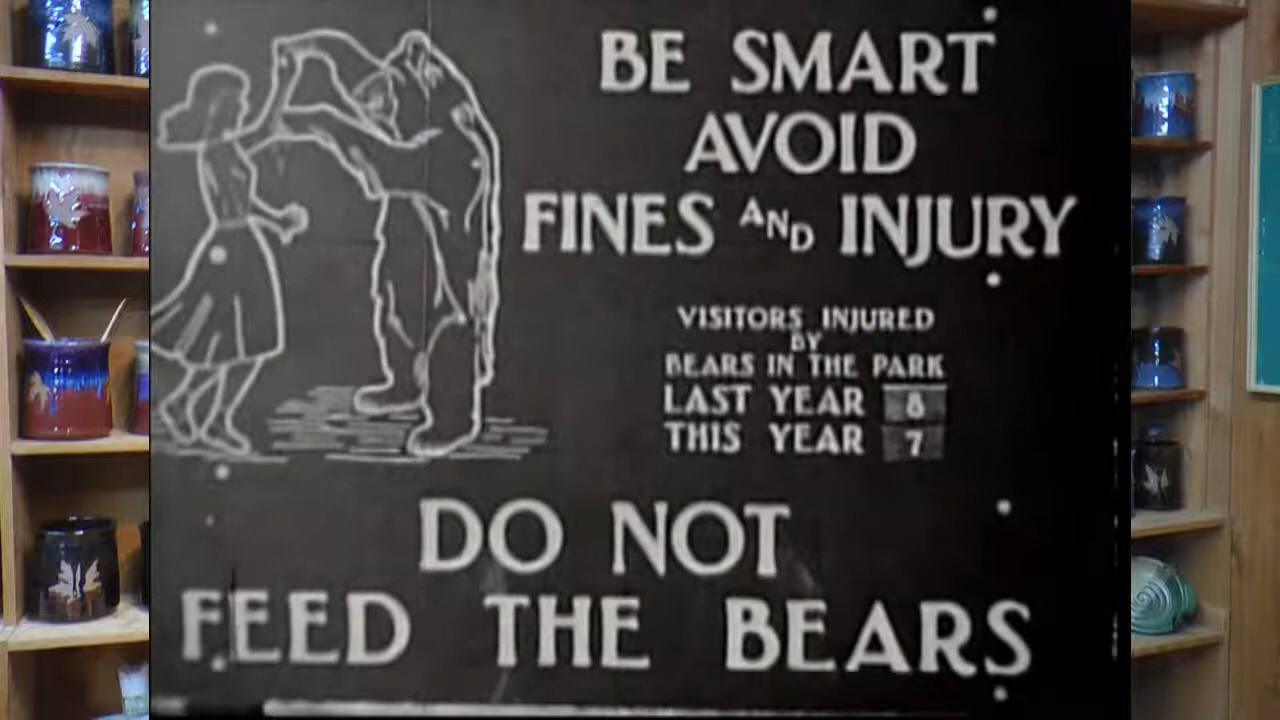 BE SMART
AVOID
FINES AND INJURY
VISITORS INJURED
BY
BEARS IN THE PARK
LAST YEAR 8
THIS YEAR 7
DO NOT
FEED THE BEARS